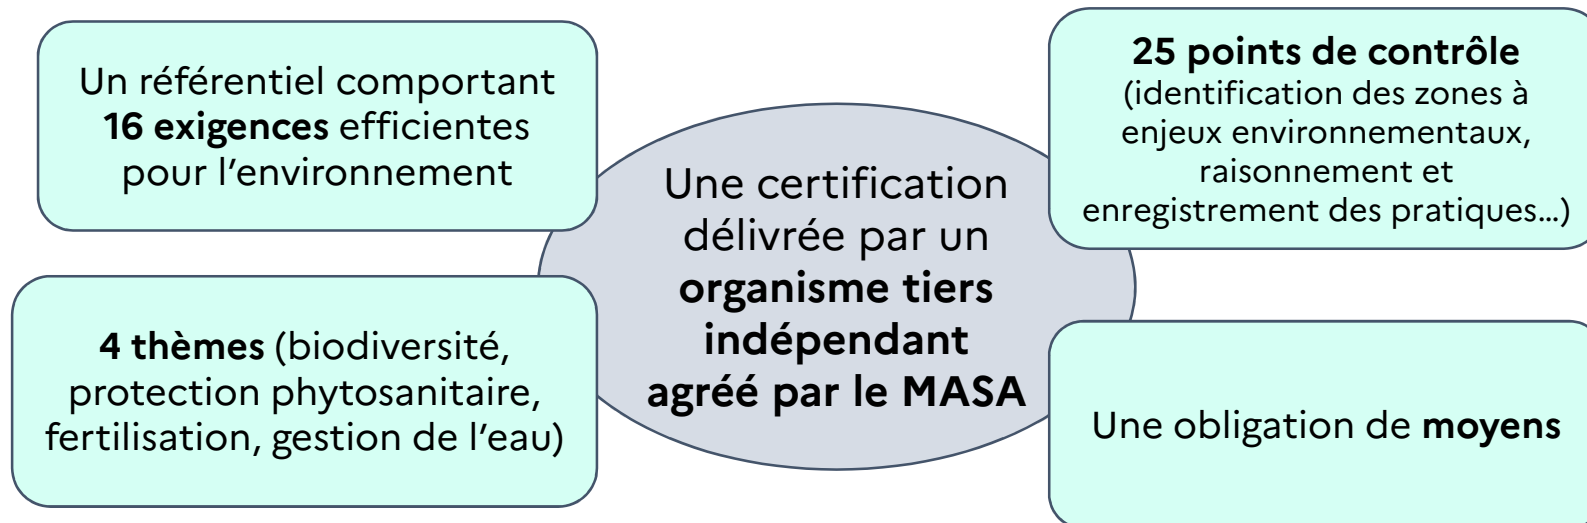 Un référentiel comportant
16 exigences efficientes
pour l’environnement
4 thèmes (biodiversité,
protection phytosanitaire,
fertilisation, gestion de l’eau)
Une certification
délivrée par un
organisme tiers
indépendant
agréé par le MASA
25 points de contrôle
(identification des zones à
enjeux environnementaux,
raisonnement et
enregistrement des pratiques…)
Une obligation de moyens